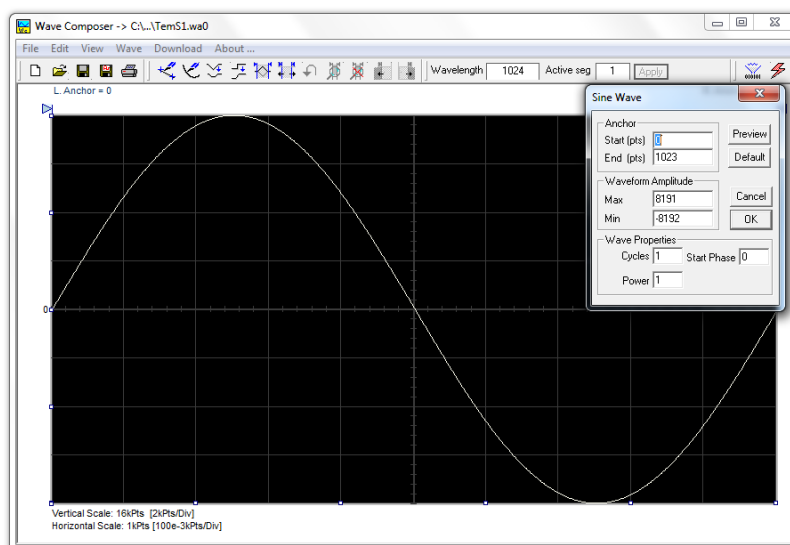 Wave Composer -> C:\...\TemS1.wa0
File Edit View Wave Download About ...
Wavelength 1024 Active seg 1 Apply
L. Anchor = 0
Sine Wave
Anchor
Start (pts) 0
End (pts) 1023
Preview
Default
Waveform Amplitude
Max 8191
Min -8192
Cancel
OK
Wave Properties
Cycles 1 Start Phase 0
Power 1
0
Vertical Scale: 16kPts [2kPts/Div]
Horizontal Scale: 1kPts [100e-3kPts/Div]